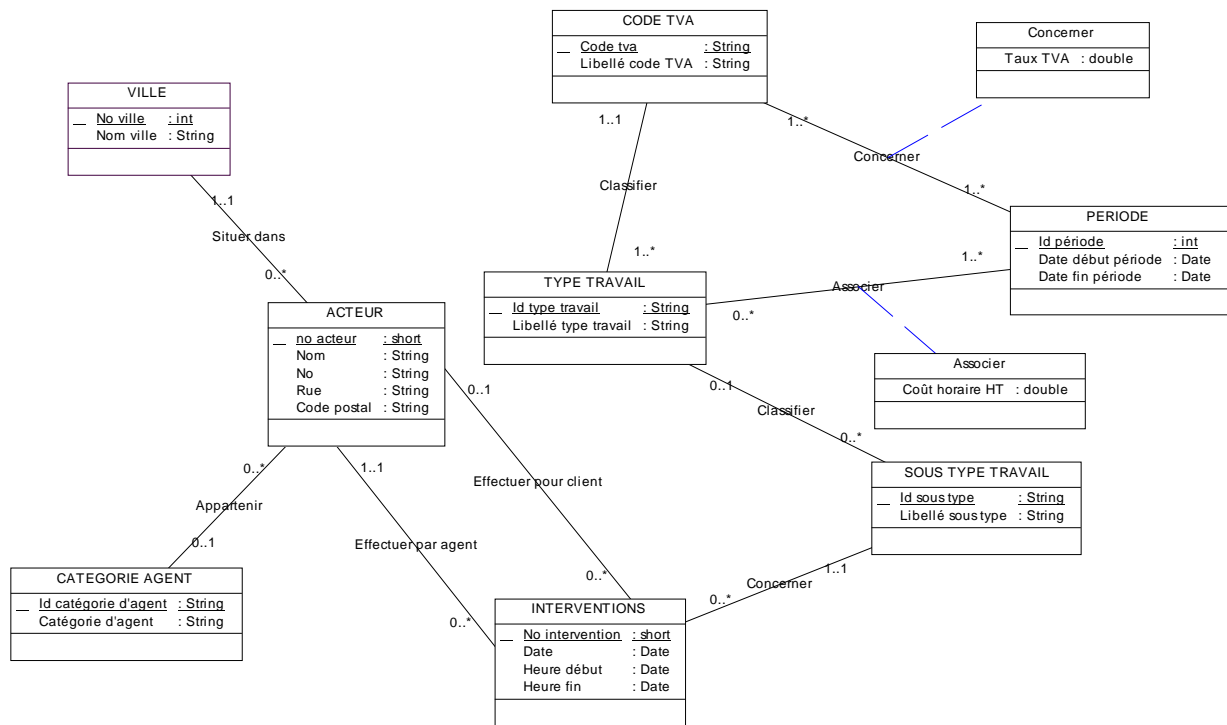 CODE TVA
Code tva : String
Libellé code TVA : String
Concerner
Taux TVA : double
VILLE
No ville : int
Nom ville : String
1..1
1..*
Concerner
Classifier
1..1
1..*
Situer dans
PERIODE
Id période : int
Date début période : Date
Date fin période : Date
0..*
1..*
1..*
TYPE TRAVAIL
Id type travail : String
Libellé type travail : String
Associer
0..*
ACTEUR
no acteur : short
Nom : String
No : String
Rue : String
Code postal : String
Associer
Coût horaire HT : double
0..1
0..1
Classifier
0..*
0..*
1..1
Effectuer pour client
SOUS TYPE TRAVAIL
Id sous type : String
Libellé sous type : String
Appartenir
0..1
Effectuer par agent
1..1
Concerner
0..*
0..*
0..*
CATEGORIE AGENT
Id catégorie d'agent : String
Catégorie d'agent : String
INTERVENTIONS
No intervention : short
Date : Date
Heure début : Date
Heure fin : Date